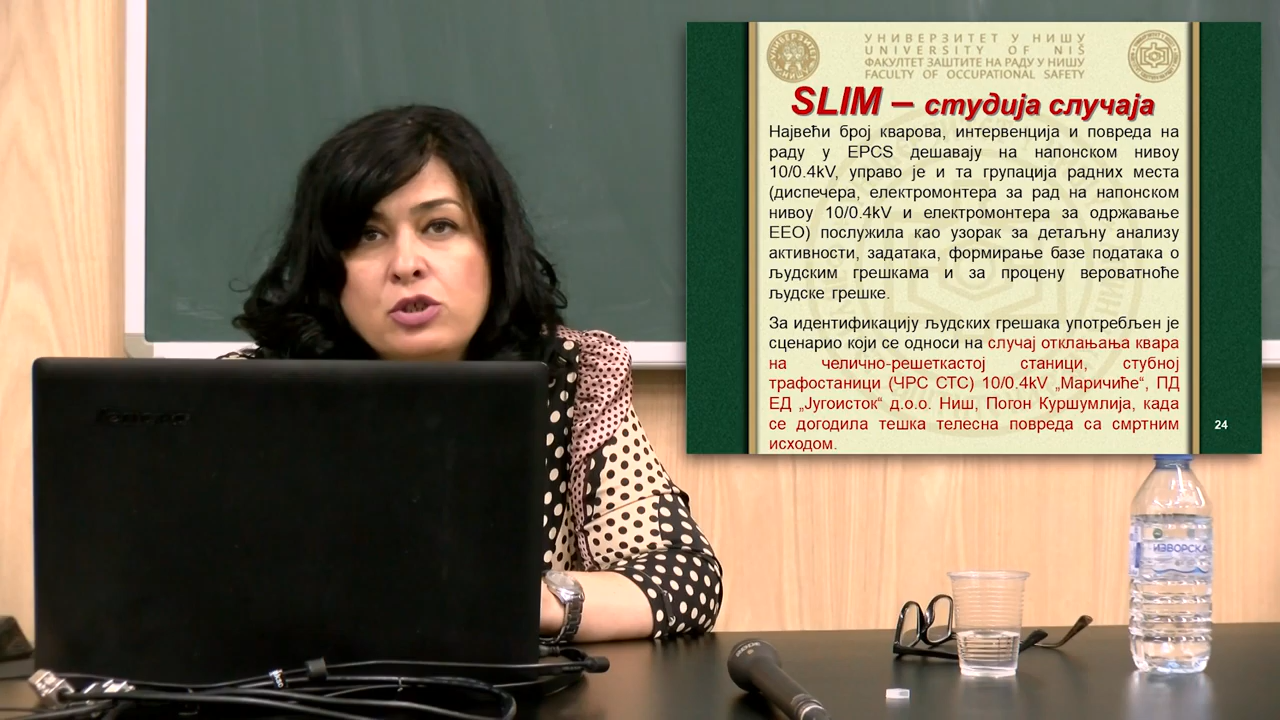 УНИВЕРЗИТЕТ У НИШУ
UNIVERSITY OF NIŠ
ФАКУЛТЕТ ЗАШТИТЕ НА РАДУ У НИШУ
FACULTY OF OCCUPATIONAL SAFETY
SLIM – студија случаја
Највећи број кварова, интервенција и повреда на
раду у EPCS дешавају на напонском нивоу
10/0.4kV, управо је и та групација радних места
(диспечера, електромонтера за рад на напонском
нивоу 10/0.4kV и електромонтера за одржавање
ЕЕО) послужила као узорак за детаљну анализу
активности, задатака, формирање базе података о
људским грешкама и за процену вероватноће
људске грешке.
За идентификацију људских грешака употребљен је
сценарио који се односи на случај отклањања квара
на челично-решеткастој станици, стубној
трафостаници (ЧРС СТС) 10/0.4kV „Маричиће“, ПД
ЕД „Југоисток“ д.о.о. Ниш, Погон Куршумлија, када
се догодила тешка телесна повреда са смртним
исходом.
24
ИЗВОРСКА